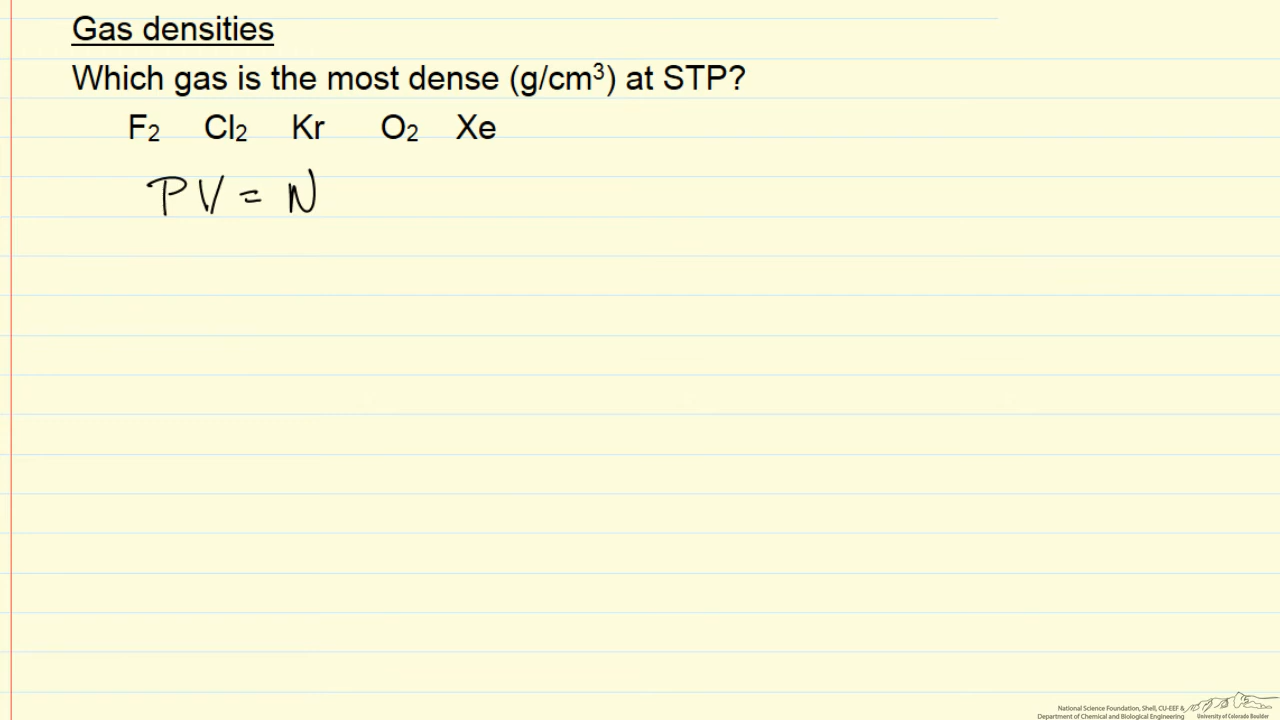 Gas densities
Which gas is the most dense (g/cm³) at STP?
F₂ Cl₂ Kr O₂ Xe
PV = N
National Science Foundation, Shell, CU-EEF &
Department of Chemical and Biological Engineering
University of Colorado Boulder